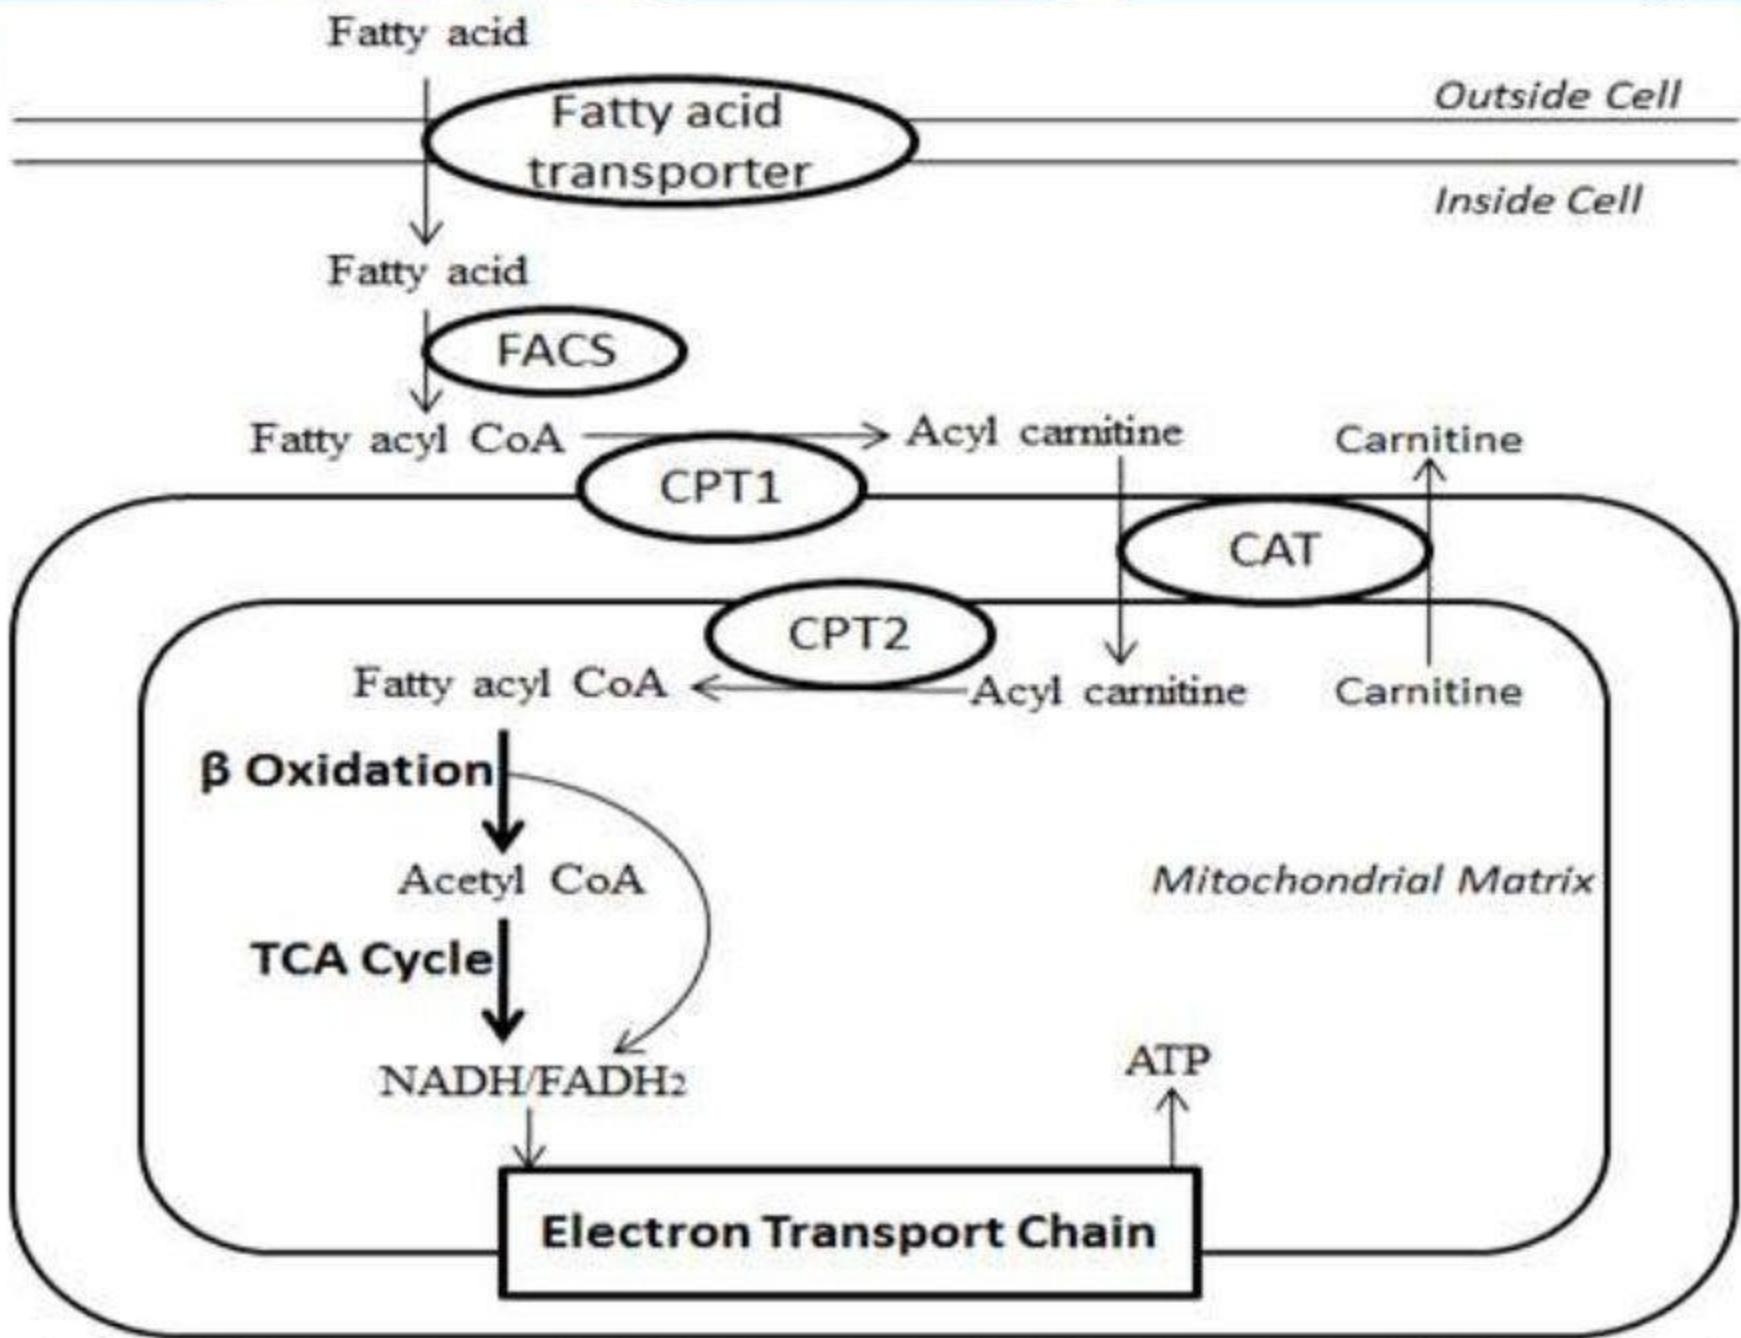 Fatty acid
Outside Cell
Fatty acid
transporter
Inside Cell
Fatty acid
FACS
Fatty acyl CoA
Acyl carnitine
Carnitine
CPT1
CAT
CPT2
Fatty acyl CoA
Acyl carnitine
Carnitine
β Oxidation
Acetyl CoA
Mitochondrial Matrix
TCA Cycle
NADH/FADH2
ATP
Electron Transport Chain